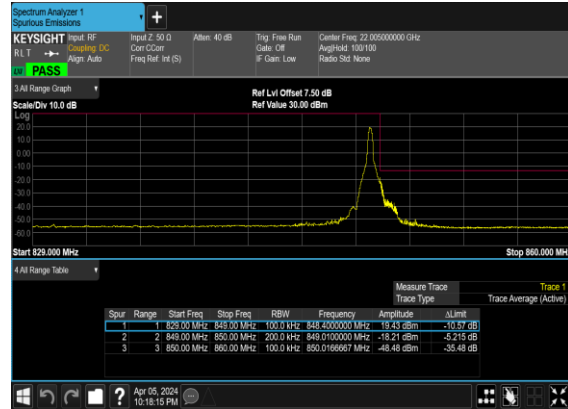 Spectrum Analyzer 1
Spurious Emissions
KEYSIGHT Input: RF Input Z: 50 Ω Atten: 40 dB Trig: Free Run Center Freq: 22.005000000 GHz
RLT Coupling: DC Corr CCorr Gate: Off Avg|Hold: 100/100
Align: Auto Freq Ref: Int (S) IF Gain: Low Radio Std: None
PASS
3 All Range Graph
Ref Lvl Offset 7.50 dB
Scale/Div 10.0 dB Ref Value 30.00 dBm
Log
20.0
10.0
0.00
-10.0
-20.0
-30.0
-40.0
-50.0
-60.0
Start 829.000 MHz Stop 860.000 MH
4 All Range Table
Measure Trace Trace 1
Trace Type Trace Average (Active)
Spur Range Start Freq Stop Freq RBW Frequency Amplitude ΔLimit
1 1 829.00 MHz 849.00 MHz 100.0 kHz 848.4000000 MHz 19.43 dBm -10.57 dB
2 2 849.00 MHz 850.00 MHz 200.0 kHz 849.0100000 MHz -18.21 dBm -5.215 dB
3 3 850.00 MHz 860.00 MHz 100.0 kHz 850.0166667 MHz -48.48 dBm -35.48 dB
? Apr 05, 2024
10:18:15 PM